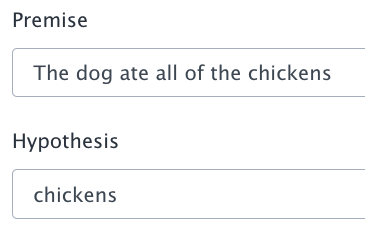 Premise
The dog ate all of the chickens
Hypothesis
chickens